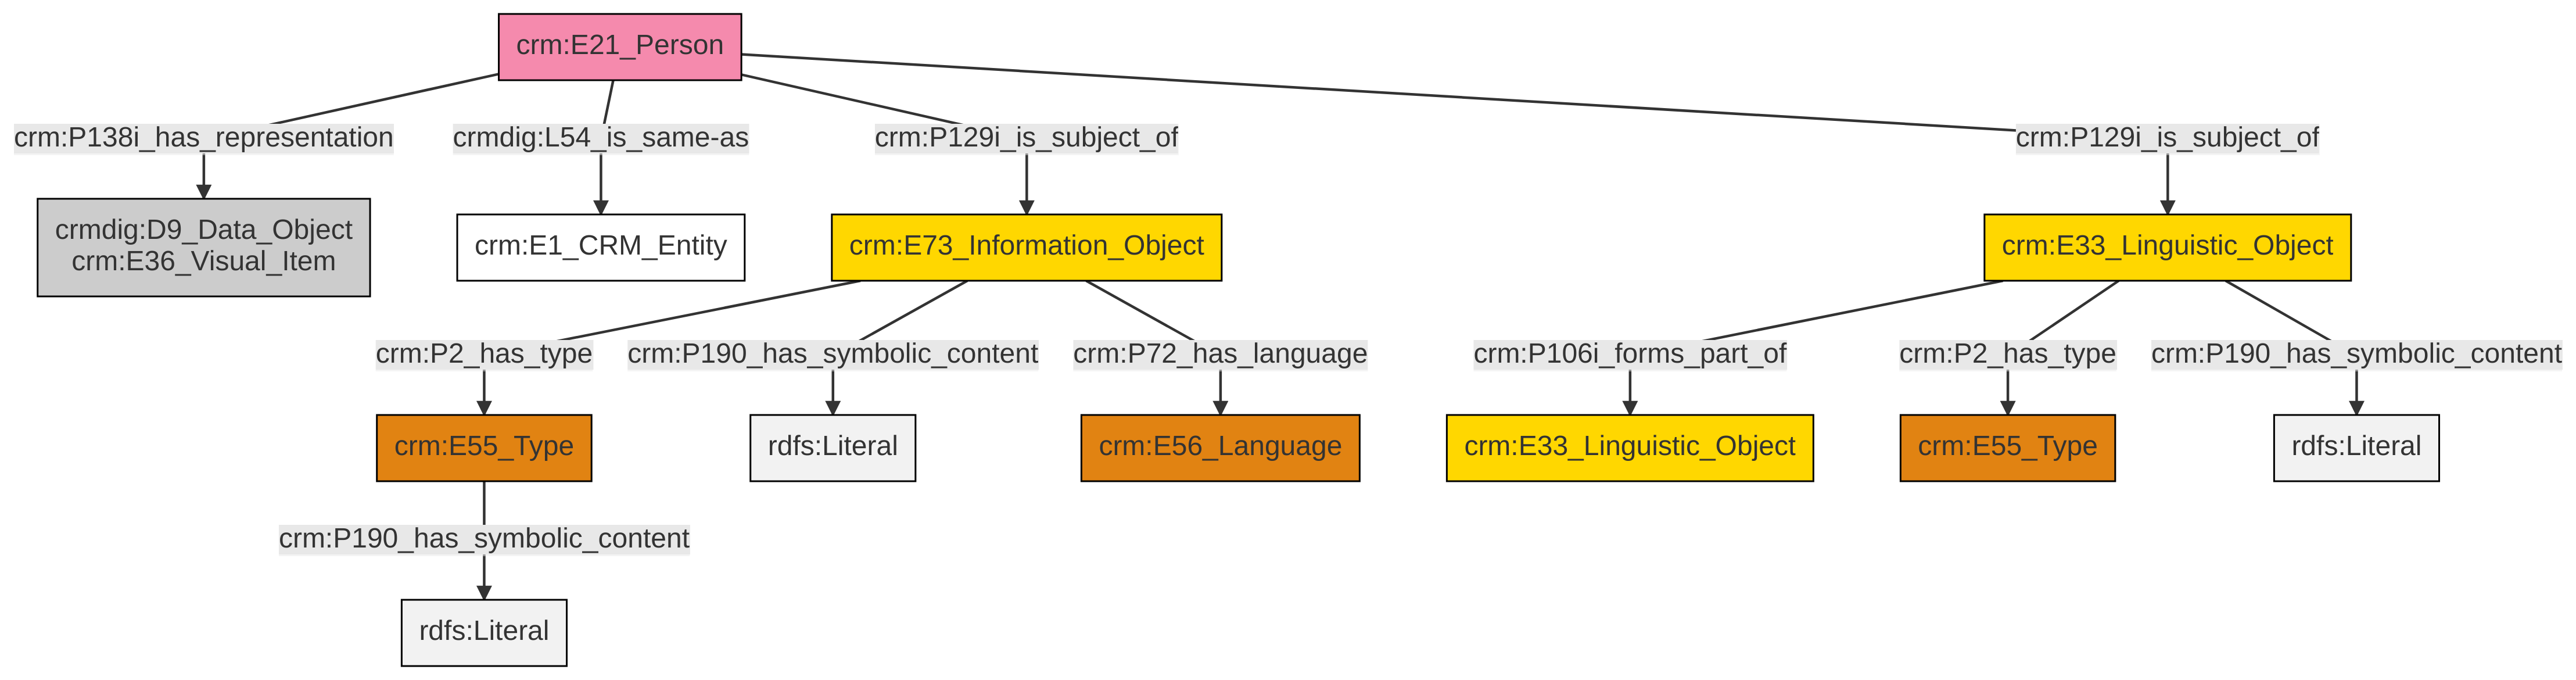 crm:E21_Person
crm:P138i_has_representation
crmdig:L54_is_same-as
crm:P129i_is_subject_of
crm:P129i_is_subject_of
crmdig:D9_Data_Object
crm:E36_Visual_Item
crm:E1_CRM_Entity
crm:E73_Information_Object
crm:E33_Linguistic_Object
crm:P2_has_type
crm:P190_has_symbolic_content
crm:P72_has_language
crm:P106i_forms_part_of
crm:P2_has_type
crm:P190_has_symbolic_content
crm:E55_Type
rdfs:Literal
crm:E56_Language
crm:E33_Linguistic_Object
crm:E55_Type
rdfs:Literal
crm:P190_has_symbolic_content
rdfs:Literal